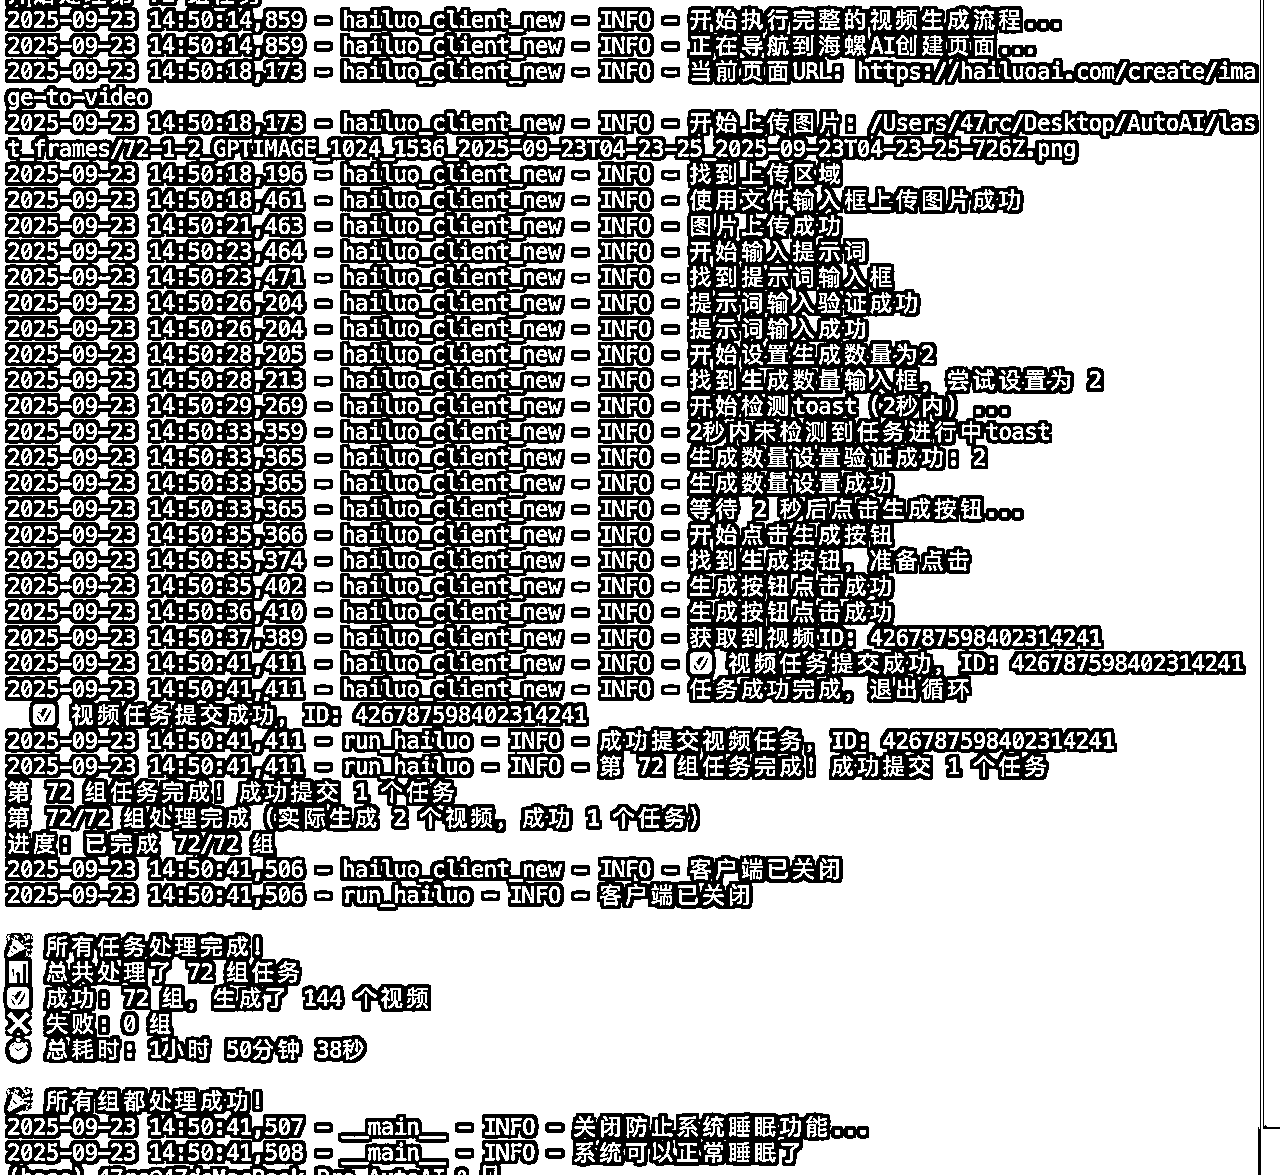 2025-09-23 14:50:14,859 - hailuo_client_new - INFO - 开始执行完整的视频生成流程...
2025-09-23 14:50:14,859 - hailuo_client_new - INFO - 正在导航到海螺AI创建页面...
2025-09-23 14:50:18,173 - hailuo_client_new - INFO - 当前页面URL: https://hailuoai.com/create/ima
ge-to-video
2025-09-23 14:50:18,173 - hailuo_client_new - INFO - 开始上传图片: /Users/47rc/Desktop/AutoAI/las
t_frames/72-1-2_GPTIMAGE_1024_1536_2025-09-23T04-23-25_2025-09-23T04-23-25-726Z.png
2025-09-23 14:50:18,196 - hailuo_client_new - INFO - 找到上传区域
2025-09-23 14:50:18,461 - hailuo_client_new - INFO - 使用文件输入框上传图片成功
2025-09-23 14:50:21,463 - hailuo_client_new - INFO - 图片上传成功
2025-09-23 14:50:23,464 - hailuo_client_new - INFO - 开始输入提示词
2025-09-23 14:50:23,471 - hailuo_client_new - INFO - 找到提示词输入框
2025-09-23 14:50:26,204 - hailuo_client_new - INFO - 提示词输入验证成功
2025-09-23 14:50:26,204 - hailuo_client_new - INFO - 提示词输入成功
2025-09-23 14:50:28,205 - hailuo_client_new - INFO - 开始设置生成数量为2
2025-09-23 14:50:28,213 - hailuo_client_new - INFO - 找到生成数量输入框，尝试设置为 2
2025-09-23 14:50:29,269 - hailuo_client_new - INFO - 开始检测toast（2秒内）...
2025-09-23 14:50:33,359 - hailuo_client_new - INFO - 2秒内未检测到任务进行中toast
2025-09-23 14:50:33,365 - hailuo_client_new - INFO - 生成数量设置验证成功: 2
2025-09-23 14:50:33,365 - hailuo_client_new - INFO - 生成数量设置成功
2025-09-23 14:50:33,365 - hailuo_client_new - INFO - 等待 2 秒后点击生成按钮...
2025-09-23 14:50:35,366 - hailuo_client_new - INFO - 开始点击生成按钮
2025-09-23 14:50:35,374 - hailuo_client_new - INFO - 找到生成按钮，准备点击
2025-09-23 14:50:35,402 - hailuo_client_new - INFO - 生成按钮点击成功
2025-09-23 14:50:36,410 - hailuo_client_new - INFO - 生成按钮点击成功
2025-09-23 14:50:37,389 - hailuo_client_new - INFO - 获取到视频ID: 426787598402314241
2025-09-23 14:50:41,411 - hailuo_client_new - INFO - ✅ 视频任务提交成功，ID: 426787598402314241
2025-09-23 14:50:41,411 - hailuo_client_new - INFO - 任务成功完成，退出循环
✅ 视频任务提交成功，ID: 426787598402314241
2025-09-23 14:50:41,411 - run_hailuo - INFO - 成功提交视频任务，ID: 426787598402314241
2025-09-23 14:50:41,411 - run_hailuo - INFO - 第 72 组任务完成！成功提交 1 个任务
第 72 组任务完成！成功提交 1 个任务
第 72/72 组处理完成（实际生成 2 个视频，成功 1 个任务）
进度: 已完成 72/72 组
2025-09-23 14:50:41,506 - hailuo_client_new - INFO - 客户端已关闭
2025-09-23 14:50:41,506 - run_hailuo - INFO - 客户端已关闭
🎉 所有任务处理完成！
📊 总共处理了 72 组任务
✅ 成功: 72 组，生成了 144 个视频
❌ 失败: 0 组
⏱ 总耗时: 1小时 50分钟 38秒
🎉 所有组都处理成功！
2025-09-23 14:50:41,507 - __main__ - INFO - 关闭防止系统睡眠功能...
2025-09-23 14:50:41,508 - __main__ - INFO - 系统可以正常睡眠了